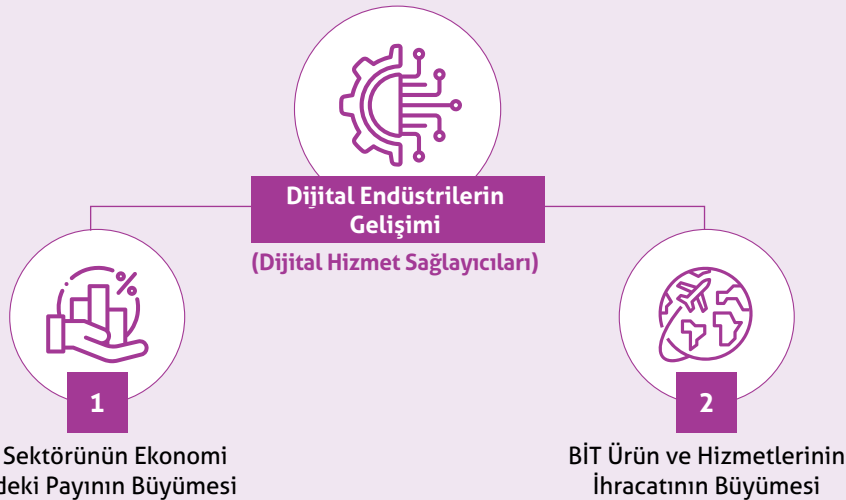 Dijital Endüstrilerin
Gelişimi
(Dijital Hizmet Sağlayıcıları)
%
1
Sektörünün Ekonomi
deki Payının Büyümesi
2
BİT Ürün ve Hizmetlerinin
İhracatının Büyümesi